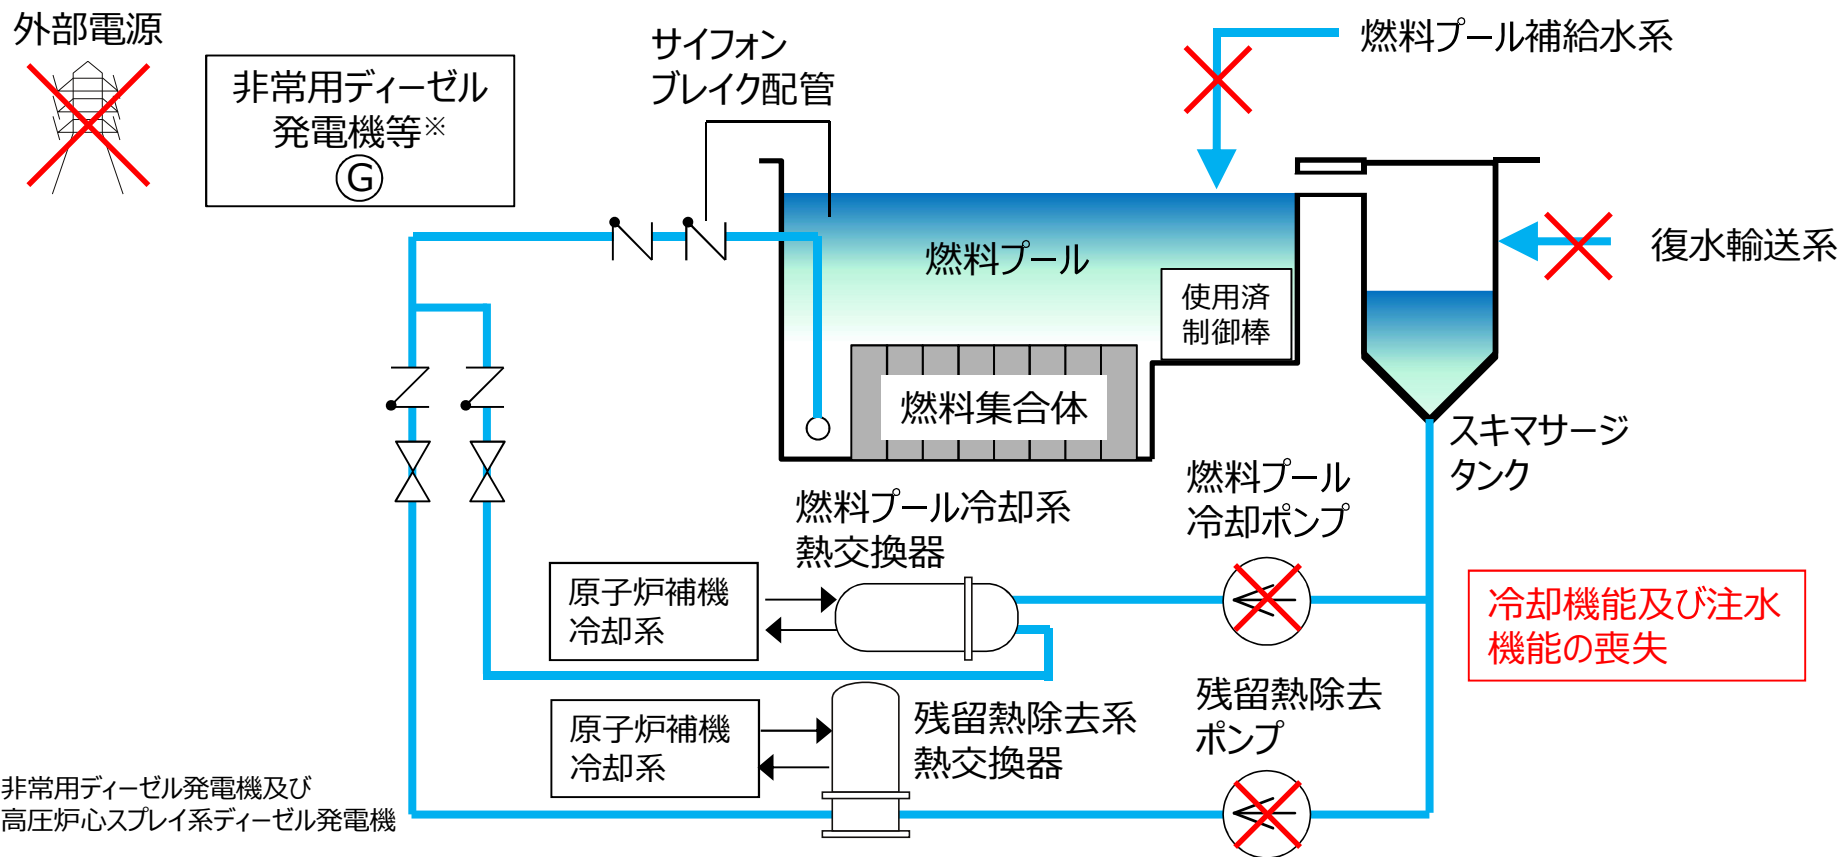 外部電源
非常用ディーゼル
発電機等※
G
サイフォン
ブレイク配管
燃料プール補給水系
燃料プール
使用済
制御棒
復水輸送系
燃料集合体
スキマサージ
タンク
燃料プール冷却系
熱交換器
燃料プール
冷却ポンプ
原子炉補機
冷却系
冷却機能及び注水
機能の喪失
原子炉補機
冷却系
残留熱除去系
熱交換器
残留熱除去
ポンプ
非常用ディーゼル発電機及び
高圧炉心スプレイ系ディーゼル発電機